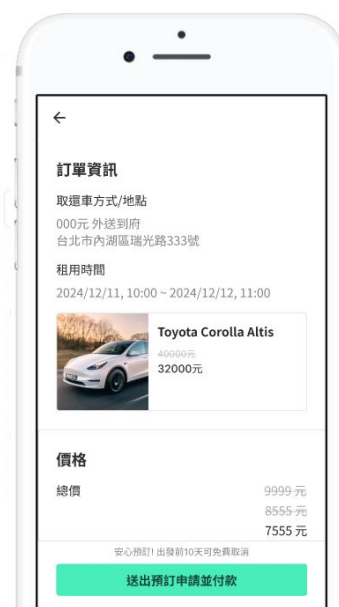 訂單資訊
取還車方式/地點
000元 外送到府
台北市內湖區瑞光路333號
租用時間
2024/12/11, 10:00 ~ 2024/12/12, 11:00
Toyota Corolla Altis
40000元
32000元
價格
總價
9999 元
8555 元
7555 元
安心預訂! 出發前10天可免費取消
送出預訂申請並付款